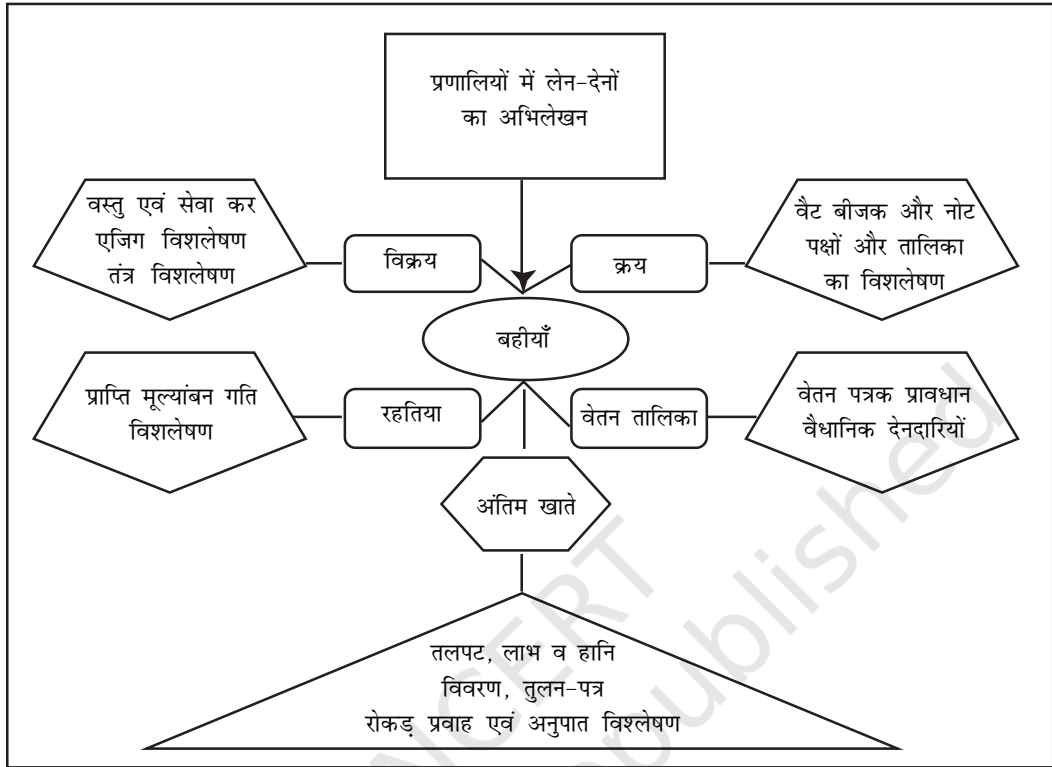 प्रणालियों में लेन-देनों
का अभिलेखन
वस्तु एवं सेवा कर
एजिग विशलेषण
तंत्र विशलेषण
विक्रय
क्रय
वैट बीजक और नोट
पक्षों और तालिका
का विशलेषण
बहीयाँ
प्राप्ति मूल्यांबन गति
विशलेषण
रहतिया
वेतन तालिका
वेतन पत्रक प्रावधान
वैधानिक देनदारियों
अंतिम खाते
तलपट, लाभ व हानि
विवरण, तुलन-पत्र
रोकड़ प्रवाह एवं अनुपात विश्लेषण
NCERT
published